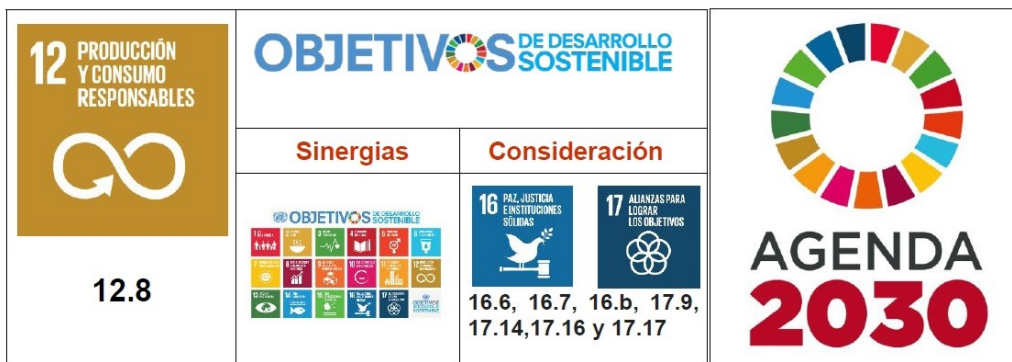 12 PRODUCCIÓN
Y CONSUMO
RESPONSABLES
12.8
OBJETIVOS DE DESARROLLO
SOSTENIBLE
Sinergias
Consideración
OBJETIVOS DE DESARROLLO
SOSTENIBLE
16 PAZ, JUSTICIA
E INSTITUCIONES
SÓLIDAS
17 ALIANZAS PARA
LOGRAR
LOS OBJETIVOS
16.6, 16.7, 16.b, 17.9,
17.14,17.16 y 17.17
AGENDA
2030